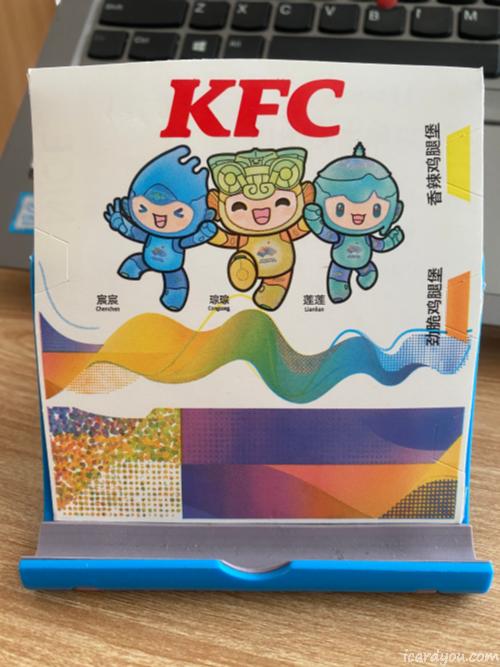 KFC
香辣鸡腿堡
宸宸
Chenchen
琮琮
Congcong
莲莲
Lianlian
劲脆鸡腿堡
icardyou.com